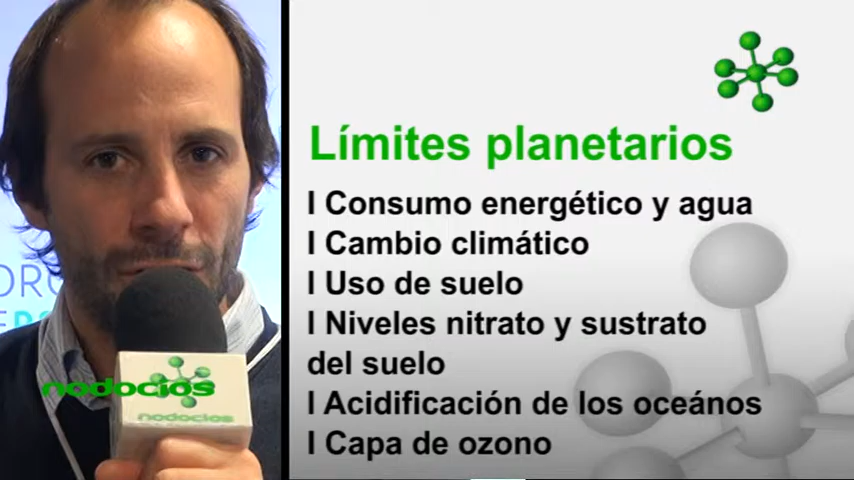 Límites planetarios
I Consumo energético y agua
I Cambio climático
I Uso de suelo
I Niveles nitrato y sustrato
del suelo
I Acidificación de los oceános
I Capa de ozono
nodocios
nodocios